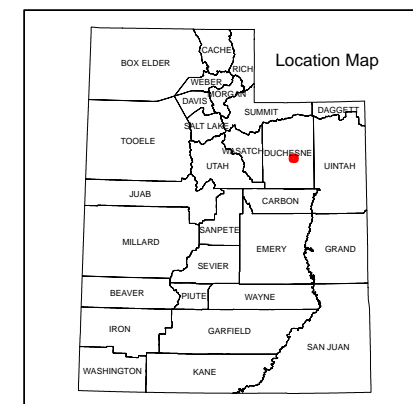 Location Map
CACHE
BOX ELDER
RICH
WEBER
MORGAN
DAVIS
SUMMIT
DAGGETT
SALT LAKE
TOOELE
WASATCH
DUCHESNE
UTAH
UINTAH
JUAB
CARBON
SANPETE
MILLARD
EMERY
GRAND
SEVIER
BEAVER
PIUTE
WAYNE
IRON
GARFIELD
SAN JUAN
WASHINGTON
KANE